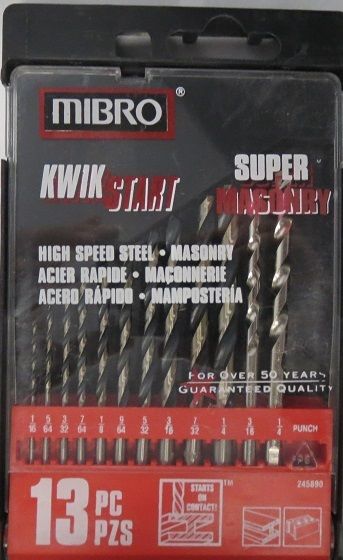 MIBRO ®
KWIK START
SUPER MASONRY
HIGH SPEED STEEL • MASONRY
ACIER RAPIDE • MAÇONNERIE
ACERO RÁPIDO • MAMPOSTERÍA
FOR OVER 50 YEARS
GUARANTEED QUALITY
1/16 5/64 3/32 7/64 1/8 9/64 5/32 3/16 7/32 1/4 3/16 1/4 PUNCH
245890
13 PC PZS
STARTS ON CONTACT! ™